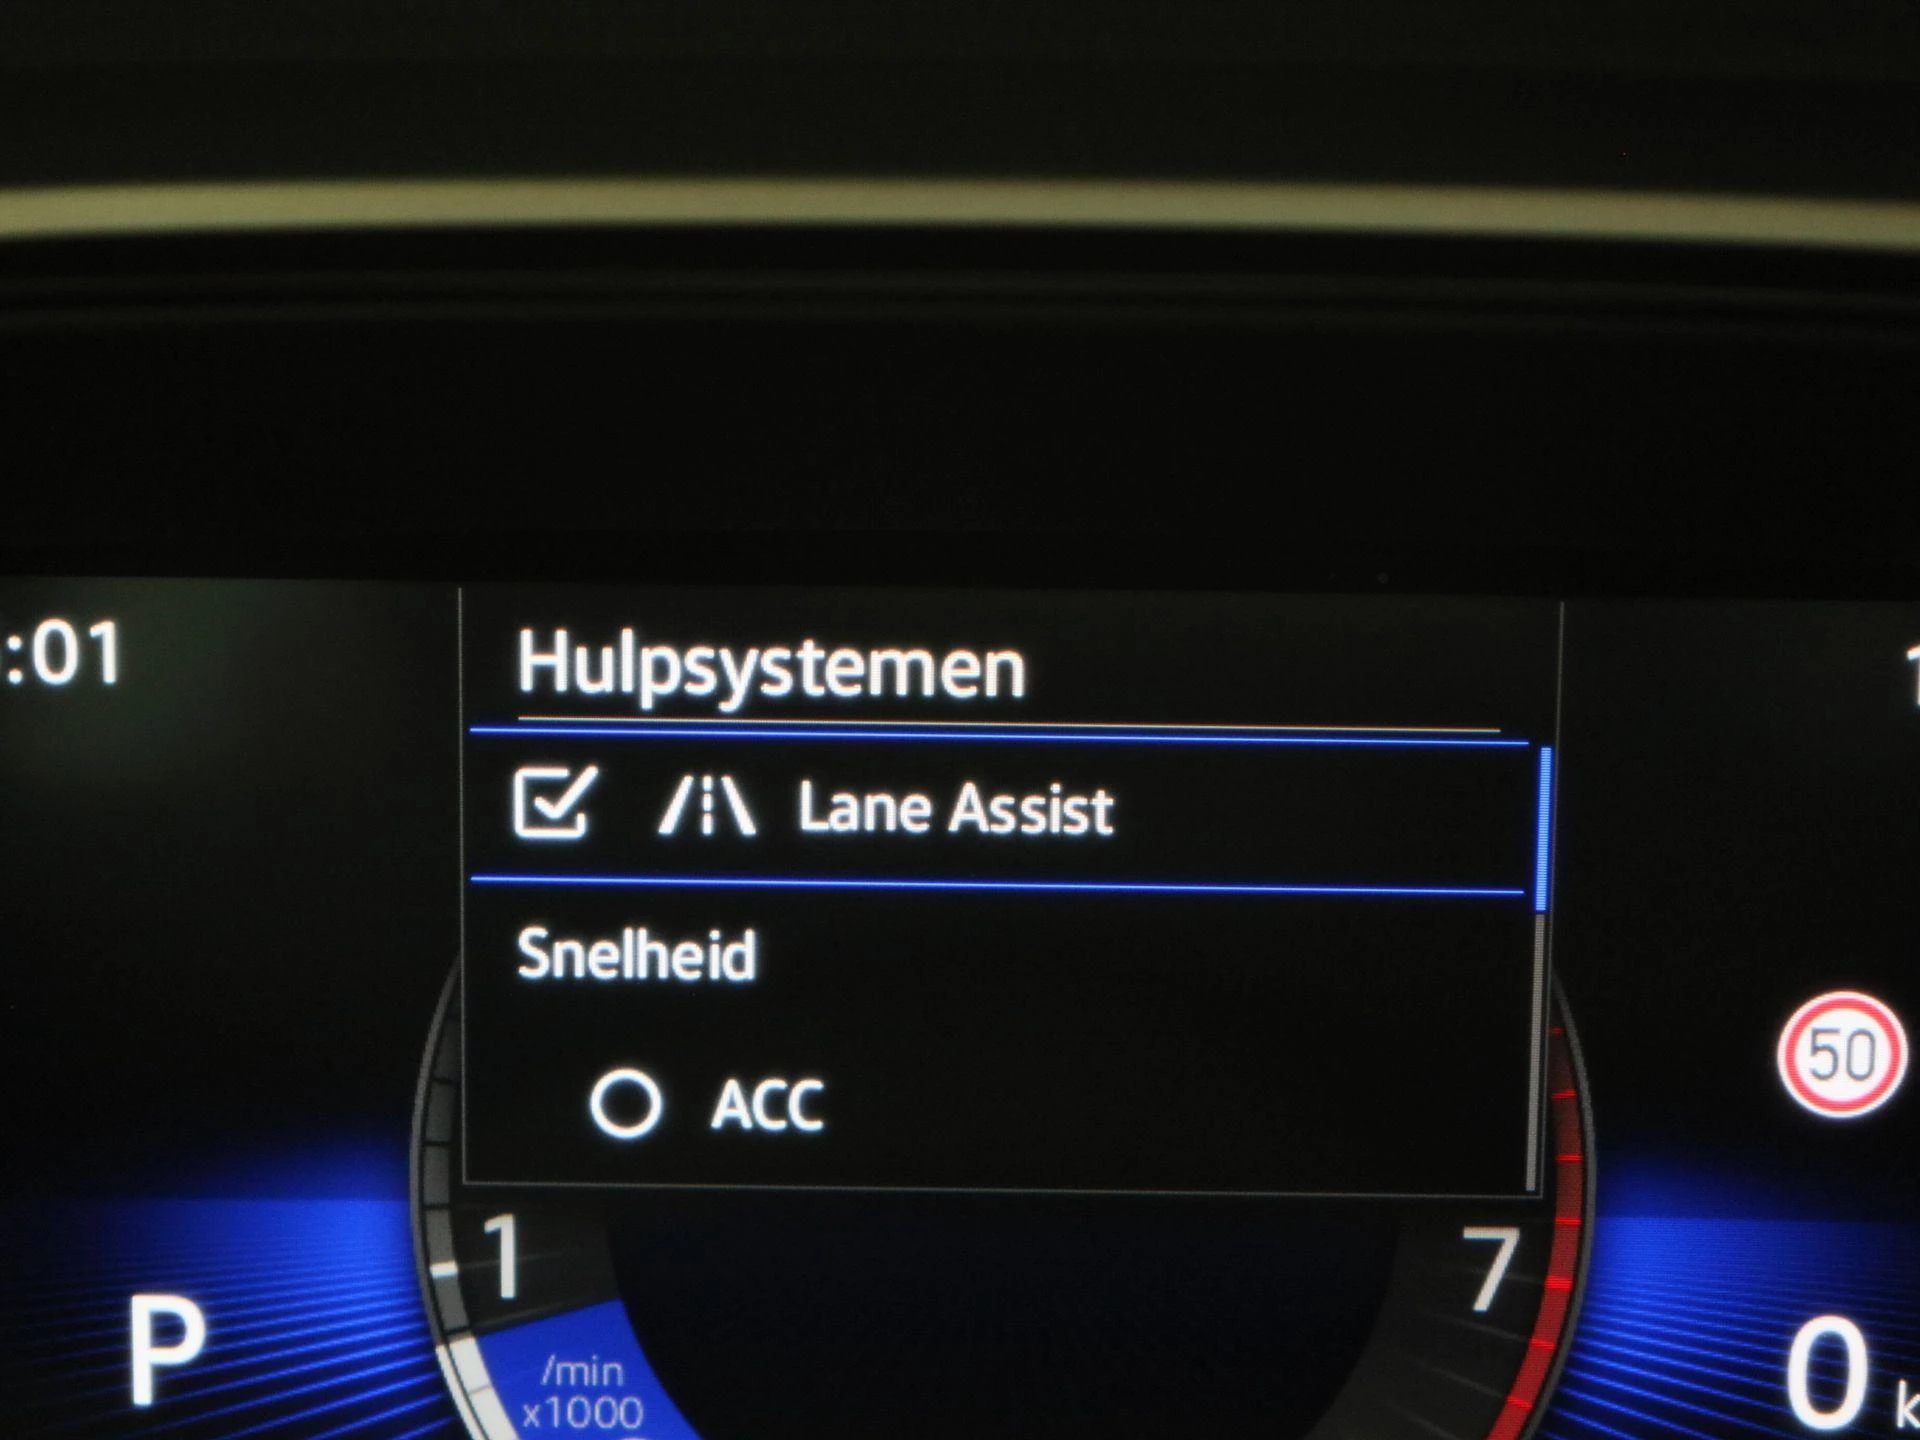 :01
Hulpsystemen
Lane Assist
Snelheid
ACC
50
1
7
P
/min
x1000
0